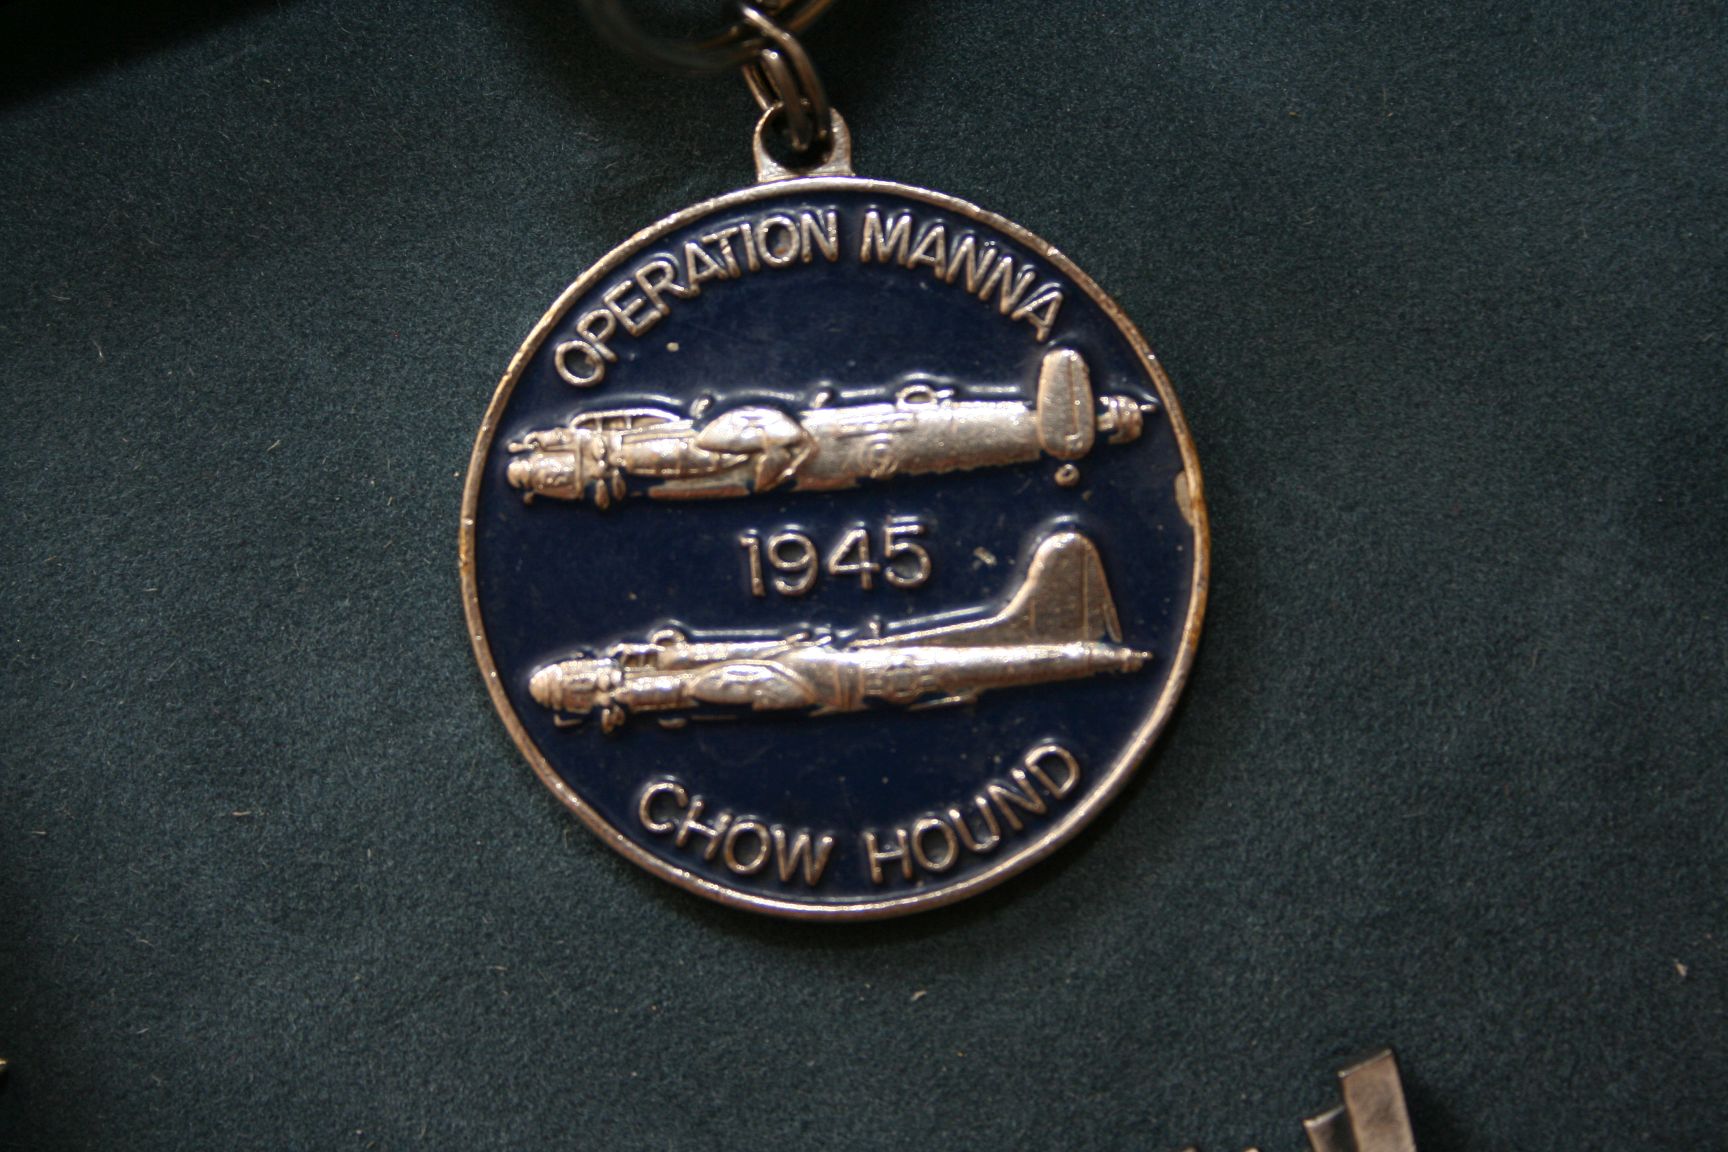 OPERATION MANNA
1945
CHOW HOUND